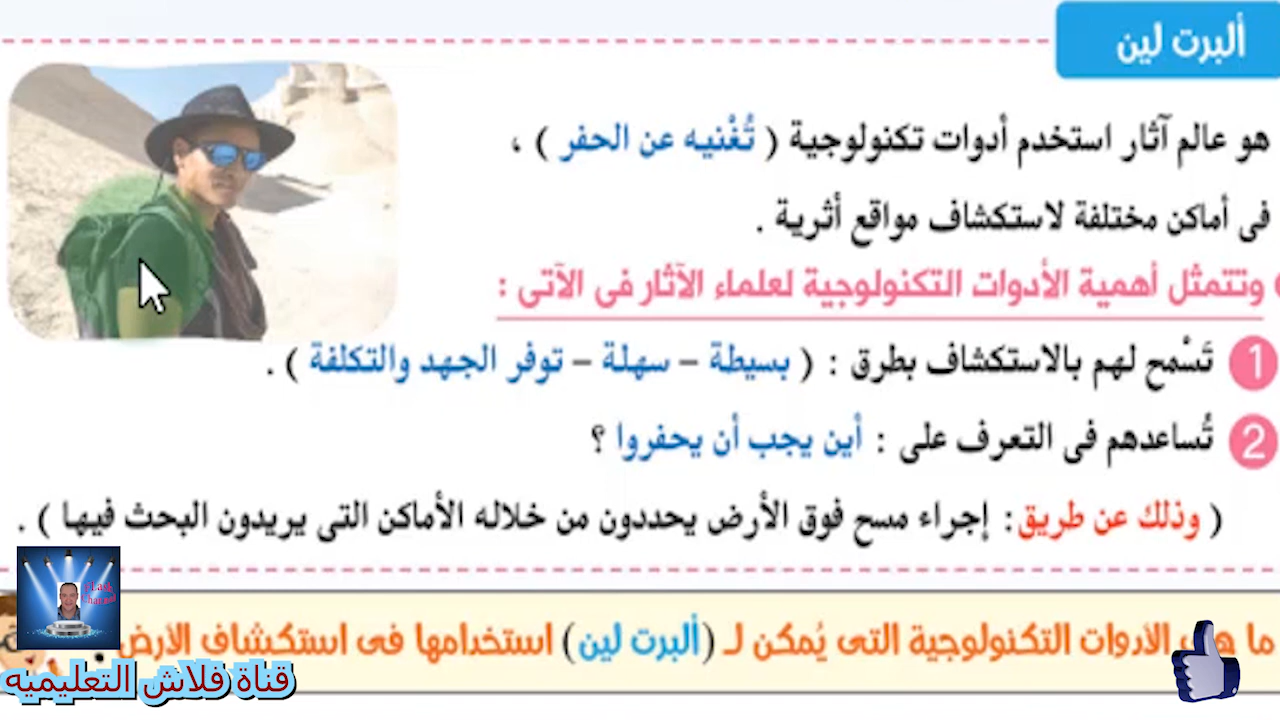 ألبرت لين
هو عالم آثار استخدم أدوات تكنولوجية ( تُغْنيه عن الحفر ) ،
فى أماكن مختلفة لاستكشاف مواقع أثرية .
وتتمثل أهمية الأدوات التكنولوجية لعلماء الآثار فى الآتى :
1 تَسْمح لهم بالاستكشاف بطرق : ( بسيطة – سهلة – توفر الجهد والتكلفة ) .
2 تُساعدهم فى التعرف على : أين يجب أن يحفروا ؟
( وذلك عن طريق : إجراء مسح فوق الأرض يحددون من خلاله الأماكن التى يريدون البحث فيها ) .
fLash
Channel
ما الأدوات التكنولوجية التى يُمكن لـ (ألبرت لين) استخدامها فى استكشاف الأرض
قناة فلاش التعليميه